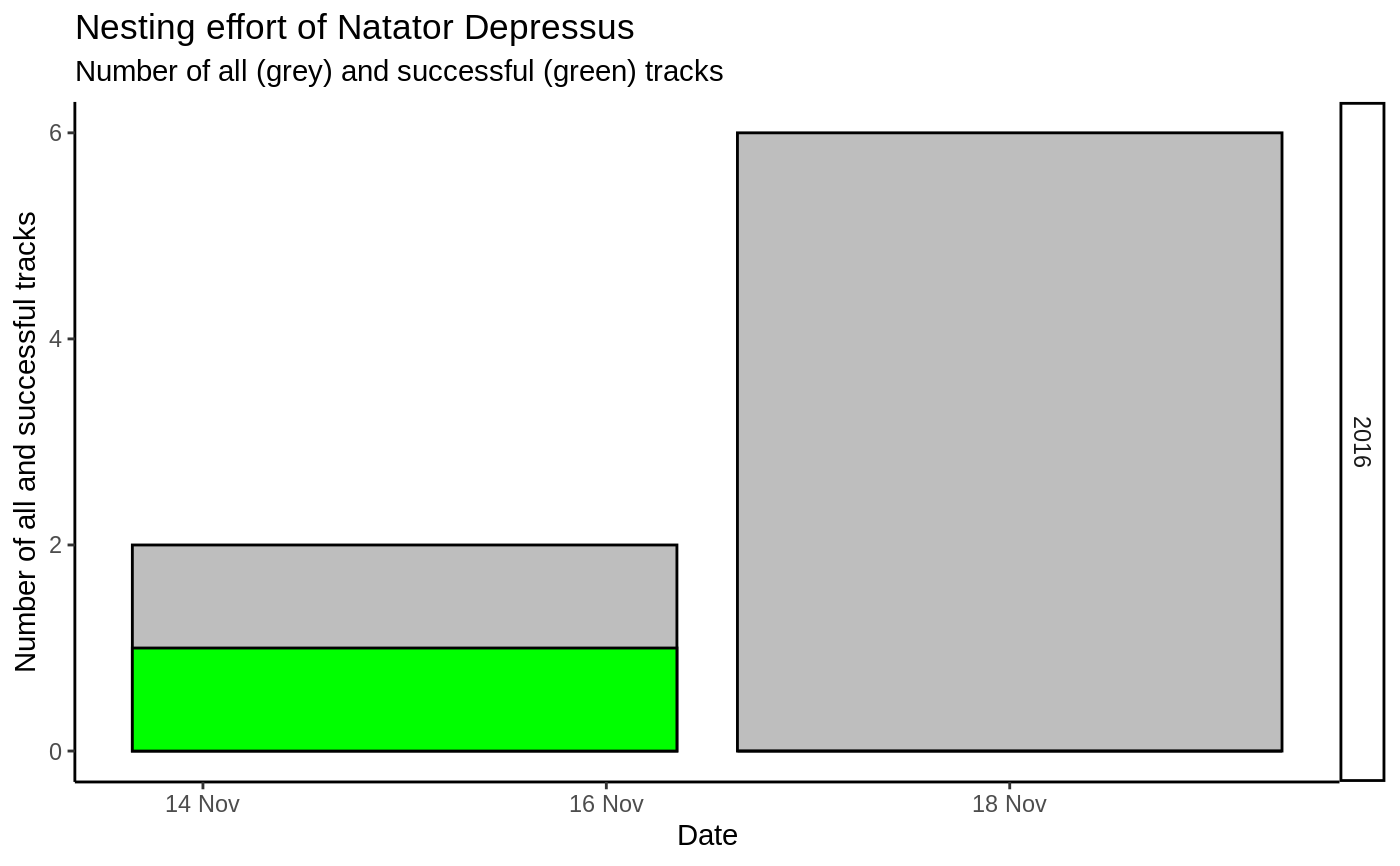 Nesting effort of Natator Depressus
Number of all (grey) and successful (green) tracks
Number of all and successful tracks
6
4
2
0
14 Nov
16 Nov
18 Nov
Date
2016